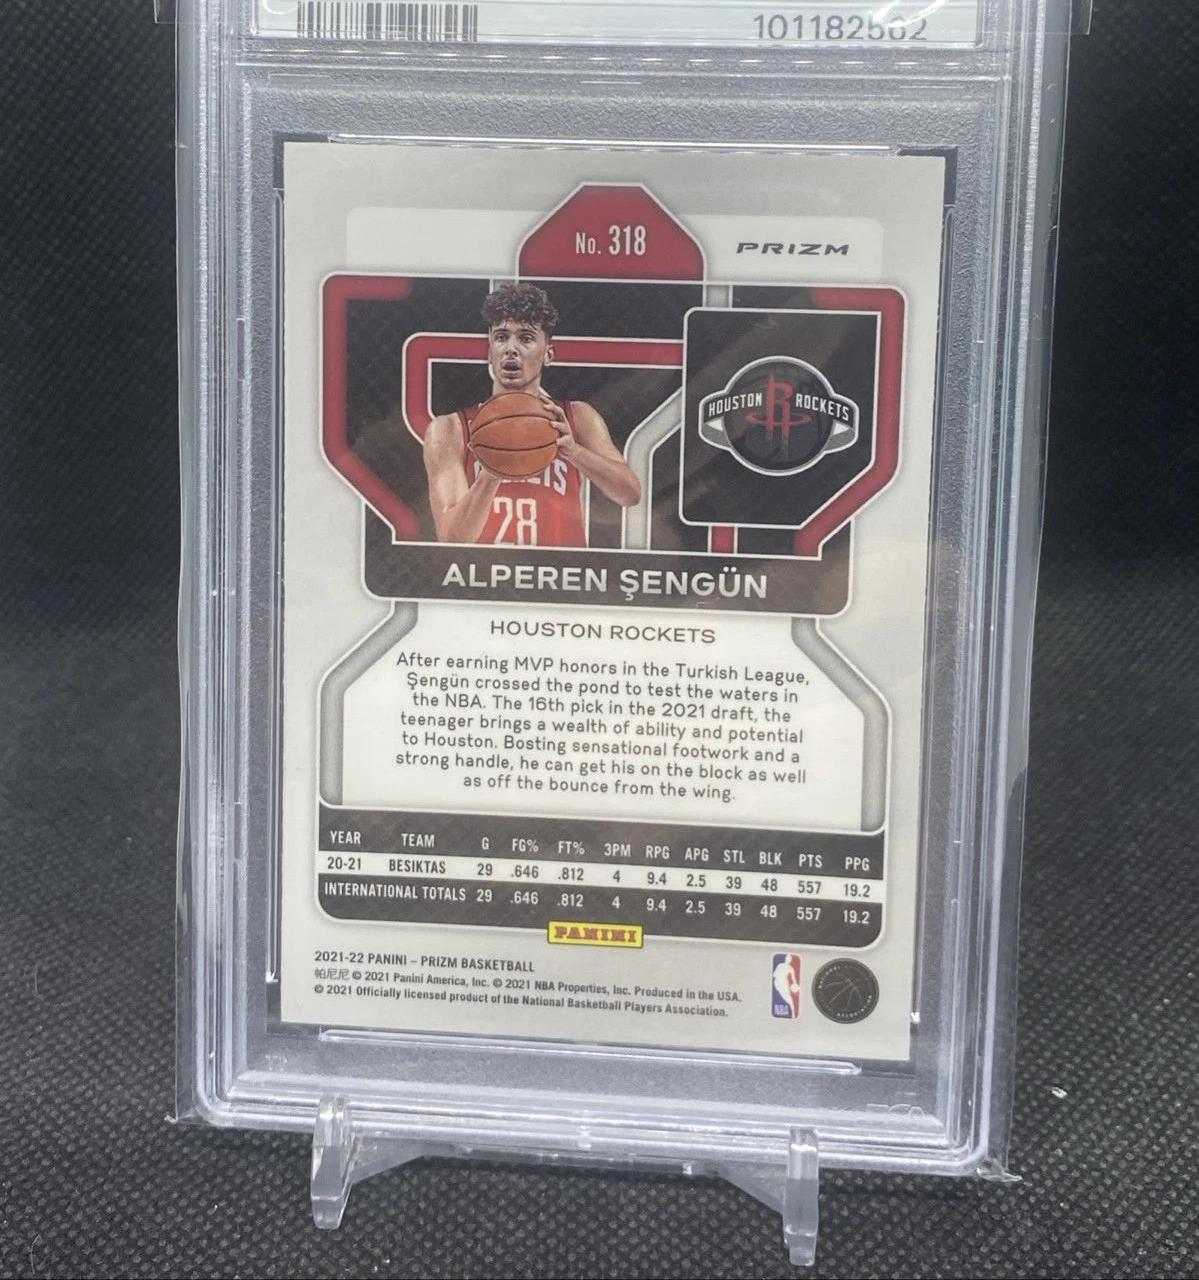 101182562
No. 318
PRIZM
HOUSTON ROCKETS
28
ALPEREN ŞENGÜN
HOUSTON ROCKETS
After earning MVP honors in the Turkish League,
Şengün crossed the pond to test the waters in
the NBA. The 16th pick in the 2021 draft, the
teenager brings a wealth of ability and potential
to Houston. Bosting sensational footwork and a
strong handle, he can get his on the block as well
as off the bounce from the wing.
YEAR TEAM G FG% FT% 3PM RPG APG STL BLK PTS PPG
20-21 BESIKTAS 29 .646 .812 4 9.4 2.5 39 48 557 19.2
INTERNATIONAL TOTALS 29 .646 .812 4 9.4 2.5 39 48 557 19.2
PANINI
2021-22 PANINI – PRIZM BASKETBALL
帕尼尼 © 2021 Panini America, Inc. © 2021 NBA Properties, Inc. Produced in the USA.
© 2021 Officially licensed product of the National Basketball Players Association.
NBA